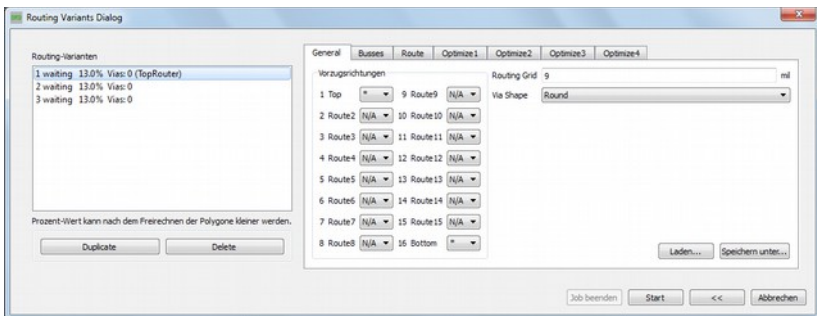 Routing Variants Dialog
Routing-Varianten
1 waiting 13.0% Vias: 0 (TopRouter)
2 waiting 13.0% Vias: 0
3 waiting 13.0% Vias: 0
Prozent-Wert kann nach dem Freirechnen der Polygone kleiner werden.
Duplicate Delete
General Busses Route Optimize1 Optimize2 Optimize3 Optimize4
Vorzugsrichtungen
1 Top * 9 Route9 N/A
2 Route2 N/A 10 Route10 N/A
3 Route3 N/A 11 Route11 N/A
4 Route4 N/A 12 Route12 N/A
5 Route5 N/A 13 Route13 N/A
6 Route6 N/A 14 Route14 N/A
7 Route7 N/A 15 Route15 N/A
8 Route8 N/A 16 Bottom *
Routing Grid 9 mil
Via Shape Round
Laden... Speichern unter...
Job beenden Start << Abbrechen